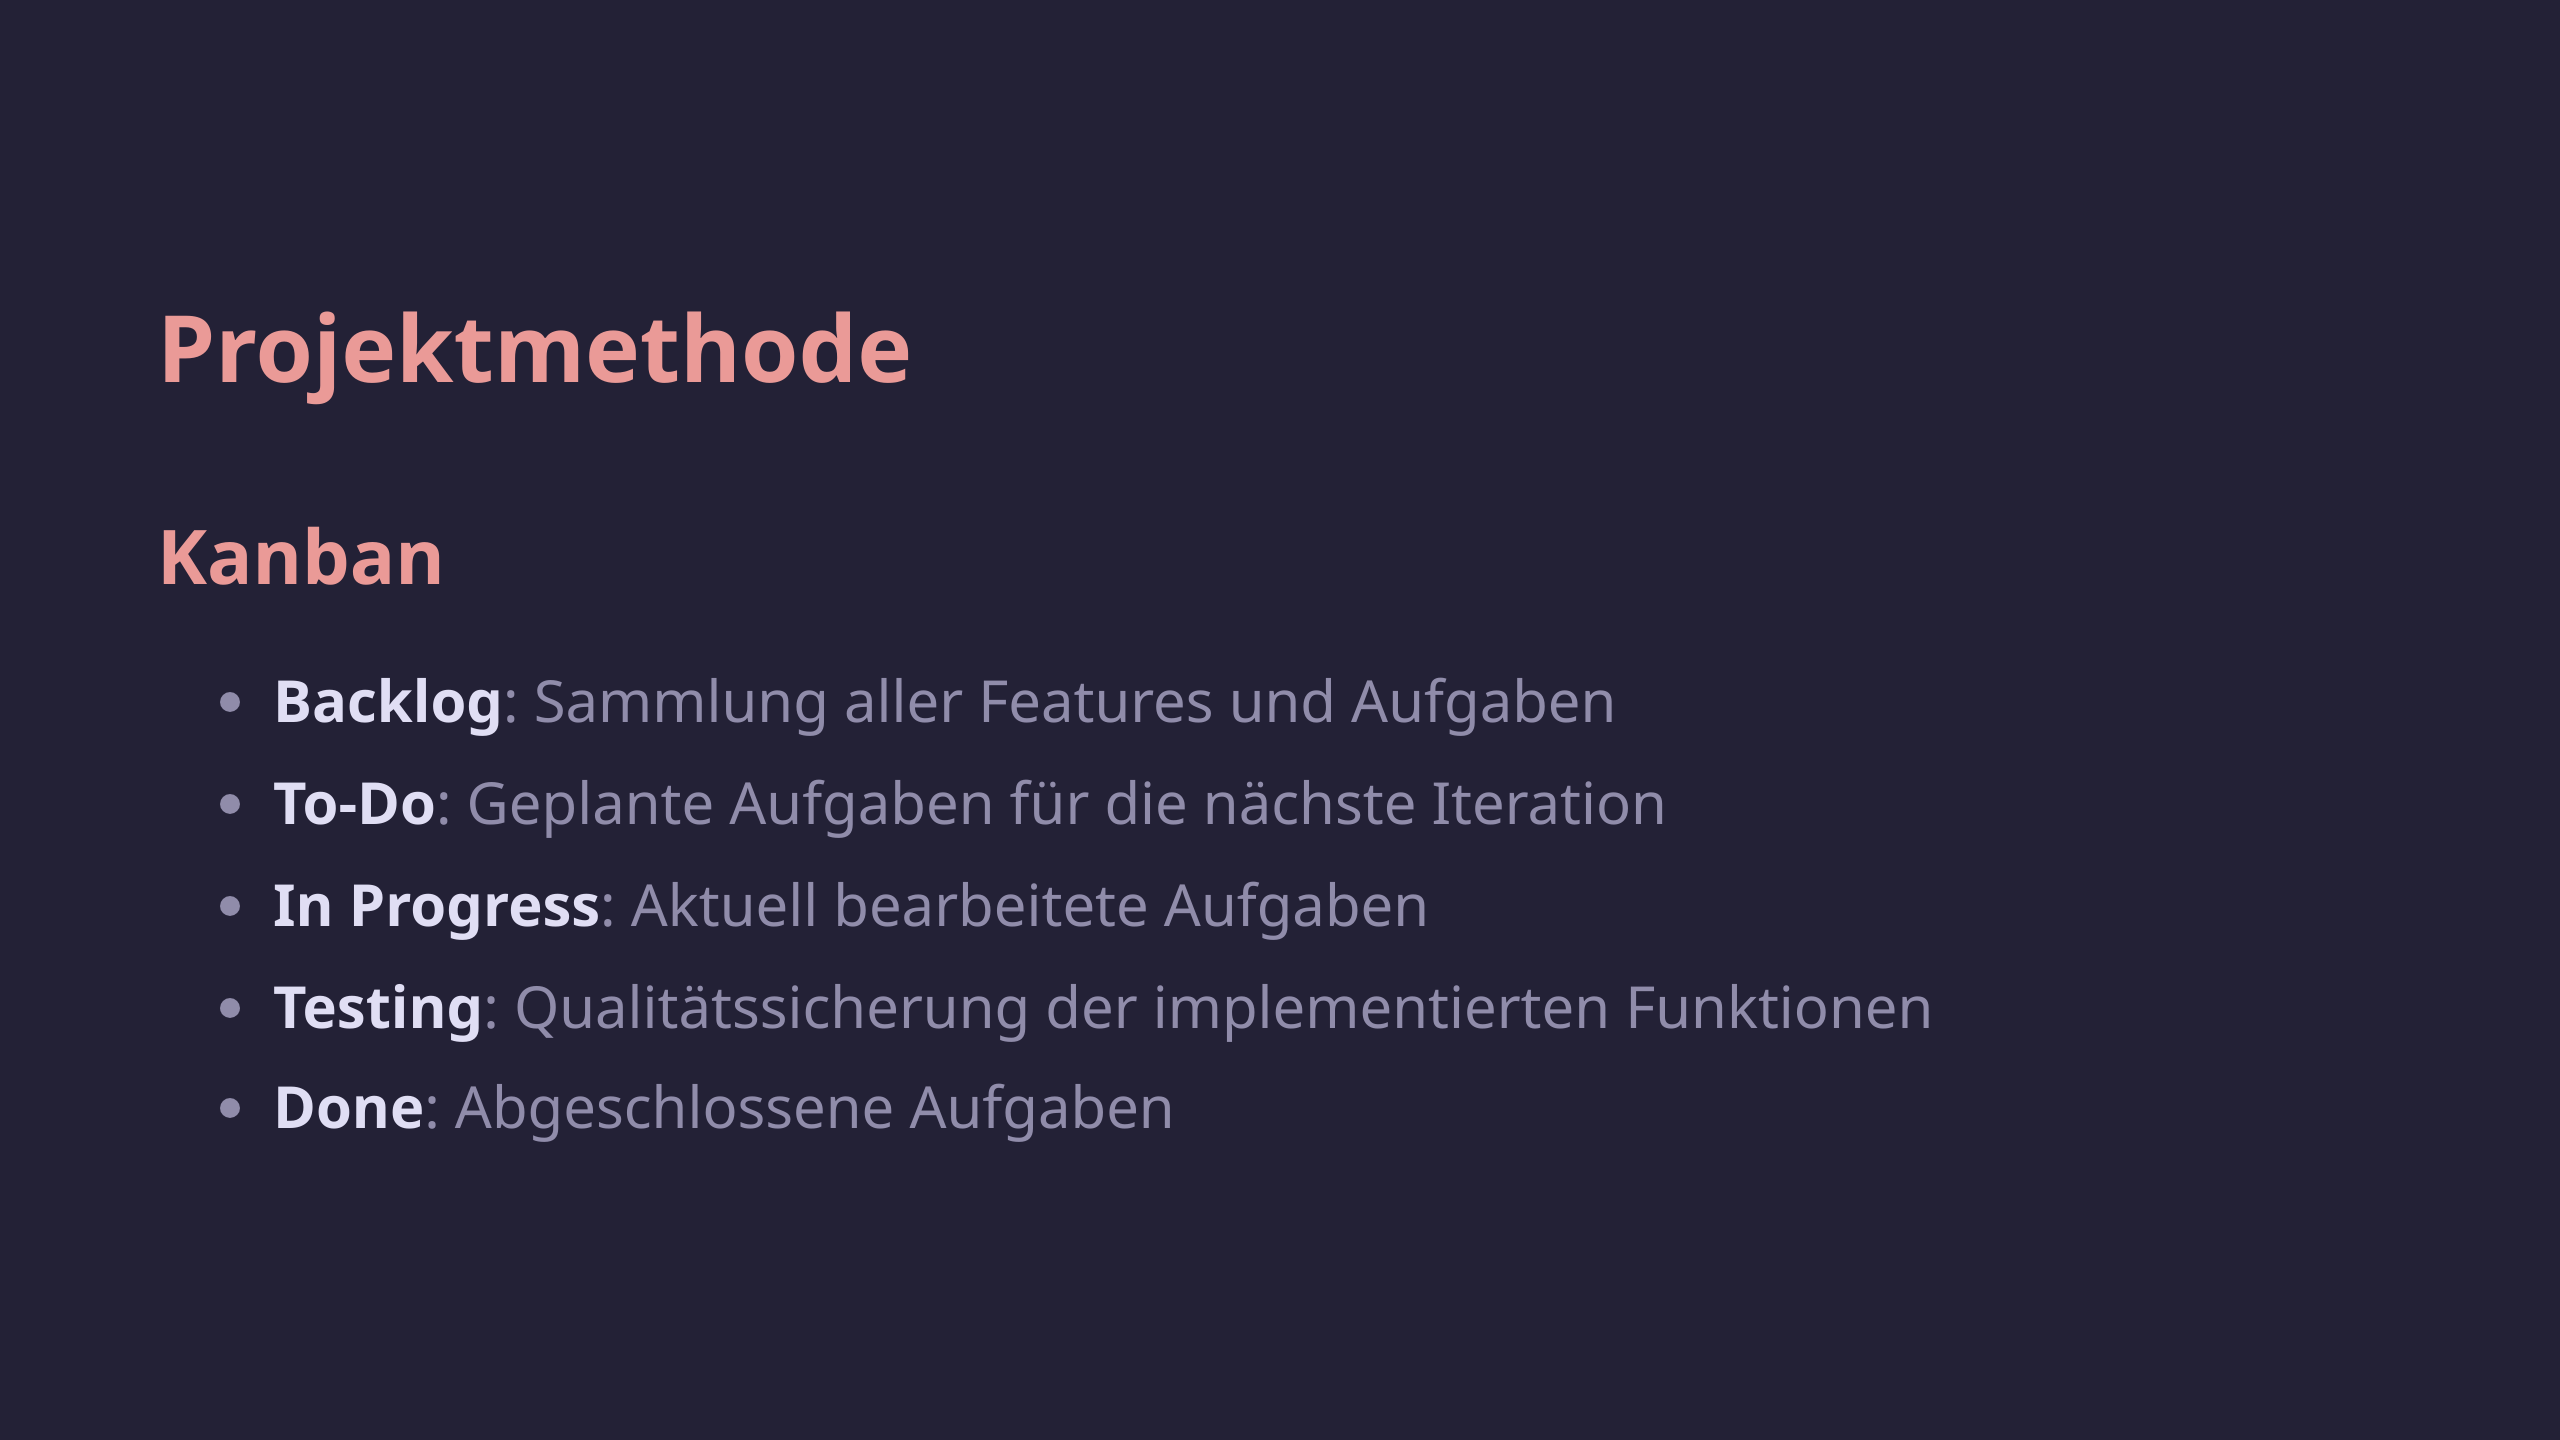 Projektmethode
Kanban
Backlog: Sammlung aller Features und Aufgaben
To-Do: Geplante Aufgaben für die nächste Iteration
In Progress: Aktuell bearbeitete Aufgaben
Testing: Qualitätssicherung der implementierten Funktionen
Done: Abgeschlossene Aufgaben